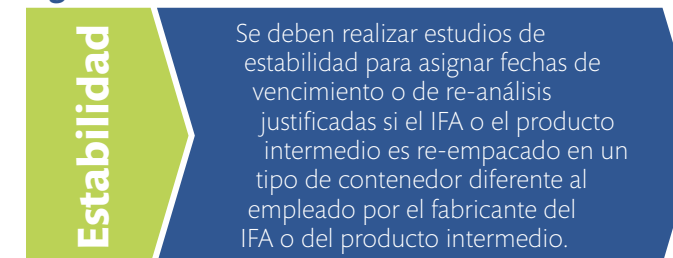 Estabilidad
Se deben realizar estudios de
estabilidad para asignar fechas de
vencimiento o de re-análisis
justificadas si el IFA o el producto
intermedio es re-empacado en un
tipo de contenedor diferente al
empleado por el fabricante del
IFA o del producto intermedio.